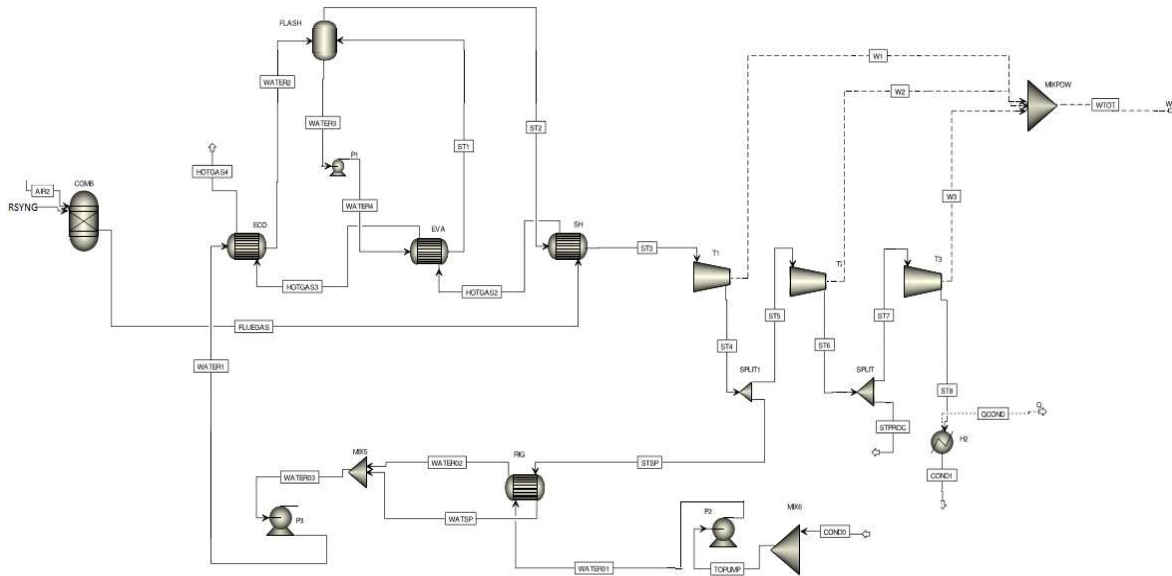 FLASH
W1
W2
MIXPOW
WTOT
W
WATER2
WATER3
ST1
ST2
P1
HOTGAS4
COMB
AIR2
RSYNG
WATER4
ECO
EVA
SH
ST3
T1
T3
W3
HOTGAS3
HOTGAS2
FLUEGAS
ST4
ST5
ST6
ST7
WATER1
SPLIT1
SPLIT
ST8
QCOND
Q
STPROC
H2
COND1
MIX5
WATER02
RIG
STSP
WATER03
WATSP
P3
P2
MIX6
COND0
WATER01
TOPUMP